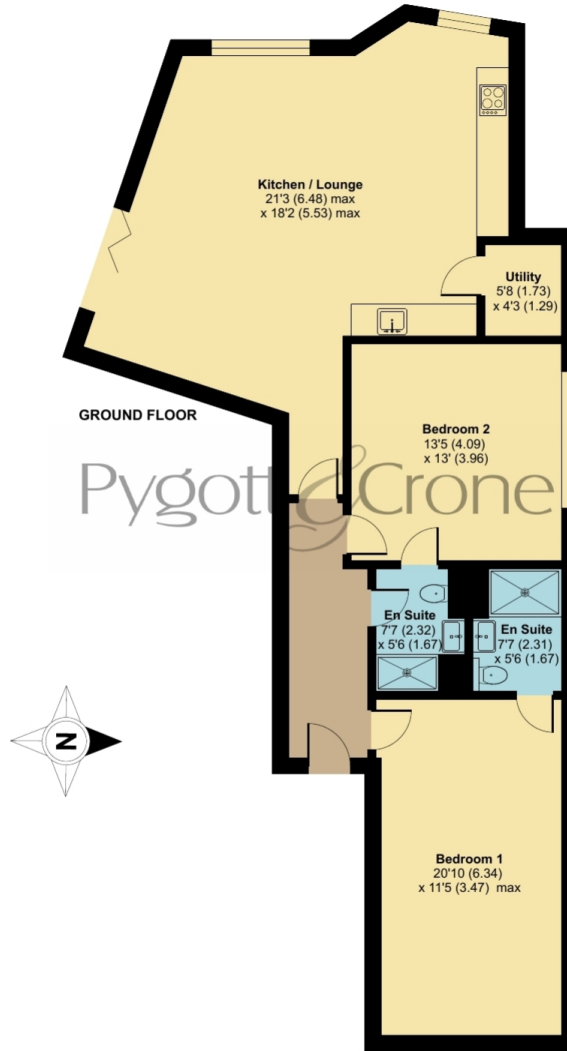 Kitchen / Lounge
21'3 (6.48) max
x 18'2 (5.53) max
Utility
5'8 (1.73)
x 4'3 (1.29)
GROUND FLOOR
Bedroom 2
13'5 (4.09)
x 13' (3.96)
Pygott & Crone
En Suite
7'7 (2.32)
x 5'6 (1.67)
En Suite
7'7 (2.31)
x 5'6 (1.67)
N
Bedroom 1
20'10 (6.34)
x 11'5 (3.47) max